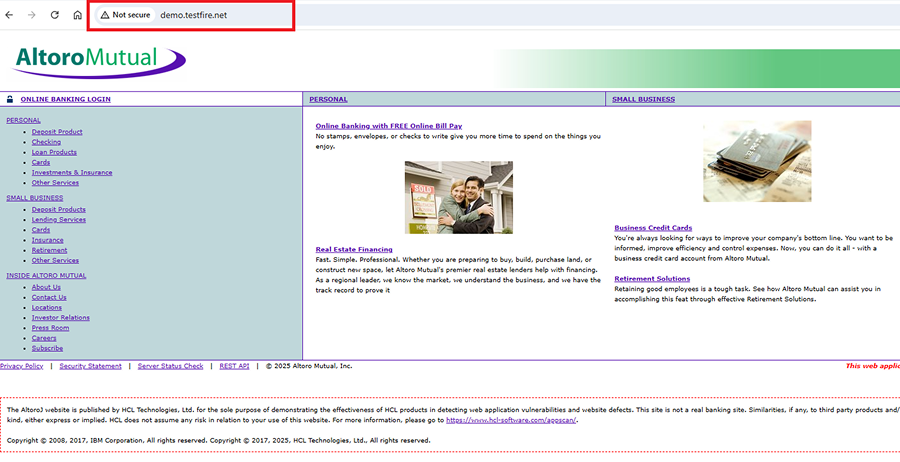 Not secure demo.testfire.net
AltoroMutual
ONLINE BANKING LOGIN
PERSONAL
SMALL BUSINESS
PERSONAL
Deposit Product
Checking
Loan Products
Cards
Investments & Insurance
Other Services
SMALL BUSINESS
Deposit Products
Lending Services
Cards
Insurance
Retirement
Other Services
INSIDE ALTORO MUTUAL
About Us
Contact Us
Locations
Investor Relations
Press Room
Careers
Subscribe
Online Banking with FREE Online Bill Pay
No stamps, envelopes, or checks to write give you more time to spend on the things you
enjoy.
SOLD
Real Estate Financing
Fast. Simple. Professional. Whether you are preparing to buy, build, purchase land, or
construct new space, let Altoro Mutual's premier real estate lenders help with financing.
As a regional leader, we know the market, we understand the business, and we have the
track record to prove it
Business Credit Cards
You're always looking for ways to improve your company's bottom line. You want to be
informed, improve efficiency and control expenses. Now, you can do it all - with a
business credit card account from Altoro Mutual.
Retirement Solutions
Retaining good employees is a tough task. See how Altoro Mutual can assist you in
accomplishing this feat through effective Retirement Solutions.
Privacy Policy | Security Statement | Server Status Check | REST API | © 2025 Altoro Mutual, Inc.
This web applic
The AltoroJ website is published by HCL Technologies, Ltd. for the sole purpose of demonstrating the effectiveness of HCL products in detecting web application vulnerabilities and website defects. This site is not a real banking site. Similarities, if any, to third party products and/
kind, either express or implied. HCL does not assume any risk in relation to your use of this website. For more information, please go to https://www.hcl-software.com/appscan/.
Copyright © 2008, 2017, IBM Corporation, All rights reserved. Copyright © 2017, 2025, HCL Technologies, Ltd., All rights reserved.